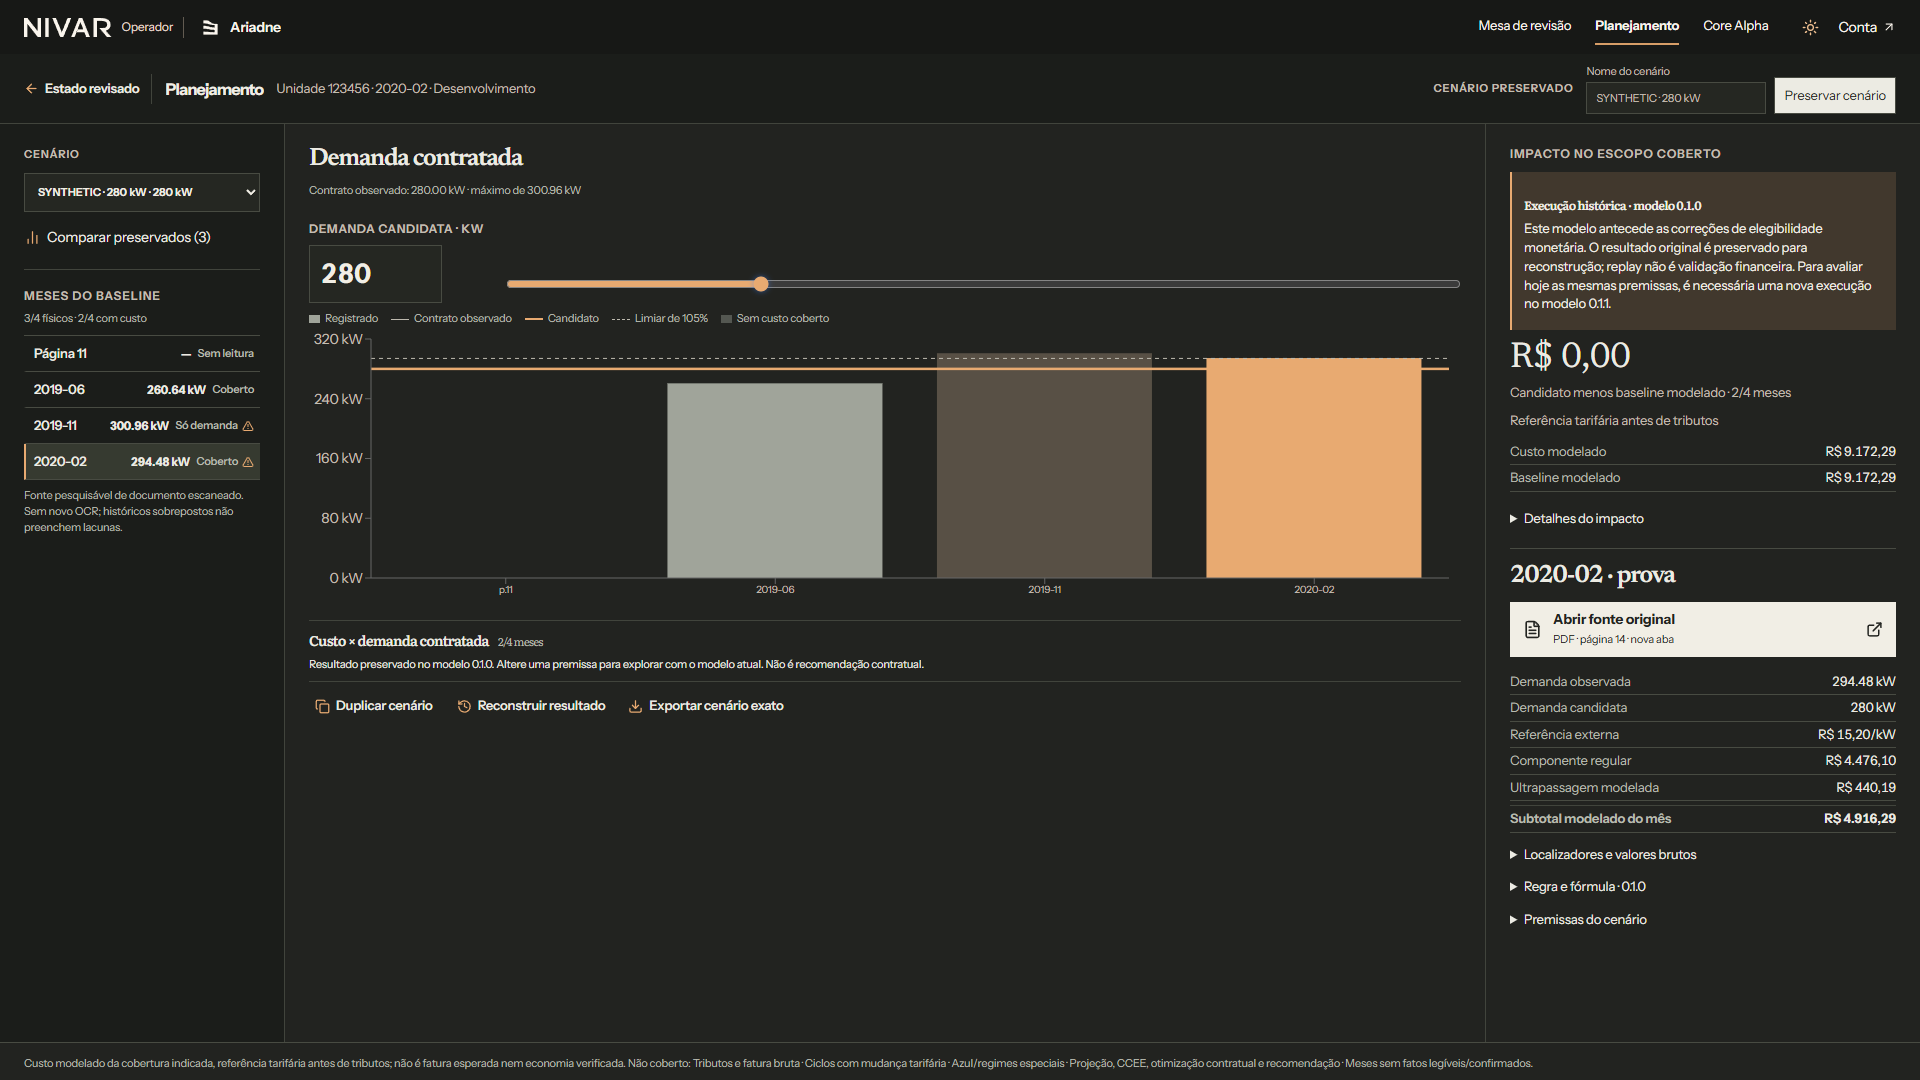 NIVAR Operador Ariadne
Mesa de revisão Planejamento Core Alpha Conta
Estado revisado Planejamento Unidade 123456 · 2020-02 · Desenvolvimento
CENÁRIO PRESERVADO
Nome do cenário
SYNTHETIC · 280 kW
Preservar cenário
CENÁRIO
SYNTHETIC · 280 kW · 280 kW
Comparar preservados (3)
MESES DO BASELINE
3/4 físicos · 2/4 com custo
Página 11 — Sem leitura
2019-06 260.64 kW Coberto
2019-11 300.96 kW Só demanda
2020-02 294.48 kW Coberto
Fonte pesquisável de documento escaneado.
Sem novo OCR; históricos sobrepostos não
preenchem lacunas.
Demanda contratada
Contrato observado: 280.00 kW · máximo de 300.96 kW
DEMANDA CANDIDATA · KW
280
Registrado Contrato observado Candidato Limiar de 105% Sem custo coberto
320 kW
240 kW
160 kW
80 kW
0 kW
p.11 2019-06 2019-11 2020-02
Custo × demanda contratada 2/4 meses
Resultado preservado no modelo 0.1.0. Altere uma premissa para explorar com o modelo atual. Não é recomendação contratual.
Duplicar cenário Reconstruir resultado Exportar cenário exato
IMPACTO NO ESCOPO COBERTO
Execução histórica · modelo 0.1.0
Este modelo antecede as correções de elegibilidade
monetária. O resultado original é preservado para
reconstrução; replay não é validação financeira. Para avaliar
hoje as mesmas premissas, é necessária uma nova execução
no modelo 0.1.1.
R$ 0,00
Candidato menos baseline modelado · 2/4 meses
Referência tarifária antes de tributos
Custo modelado R$ 9.172,29
Baseline modelado R$ 9.172,29
Detalhes do impacto
2020-02 · prova
Abrir fonte original
PDF · página 14 · nova aba
Demanda observada 294.48 kW
Demanda candidata 280 kW
Referência externa R$ 15,20/kW
Componente regular R$ 4.476,10
Ultrapassagem modelada R$ 440,19
Subtotal modelado do mês R$ 4.916,29
Localizadores e valores brutos
Regra e fórmula · 0.1.0
Premissas do cenário
Custo modelado da cobertura indicada, referência tarifária antes de tributos; não é fatura esperada nem economia verificada. Não coberto: Tributos e fatura bruta · Ciclos com mudança tarifária · Azul/regimes especiais · Projeção, CCEE, otimização contratual e recomendação · Meses sem fatos legíveis/confirmados.